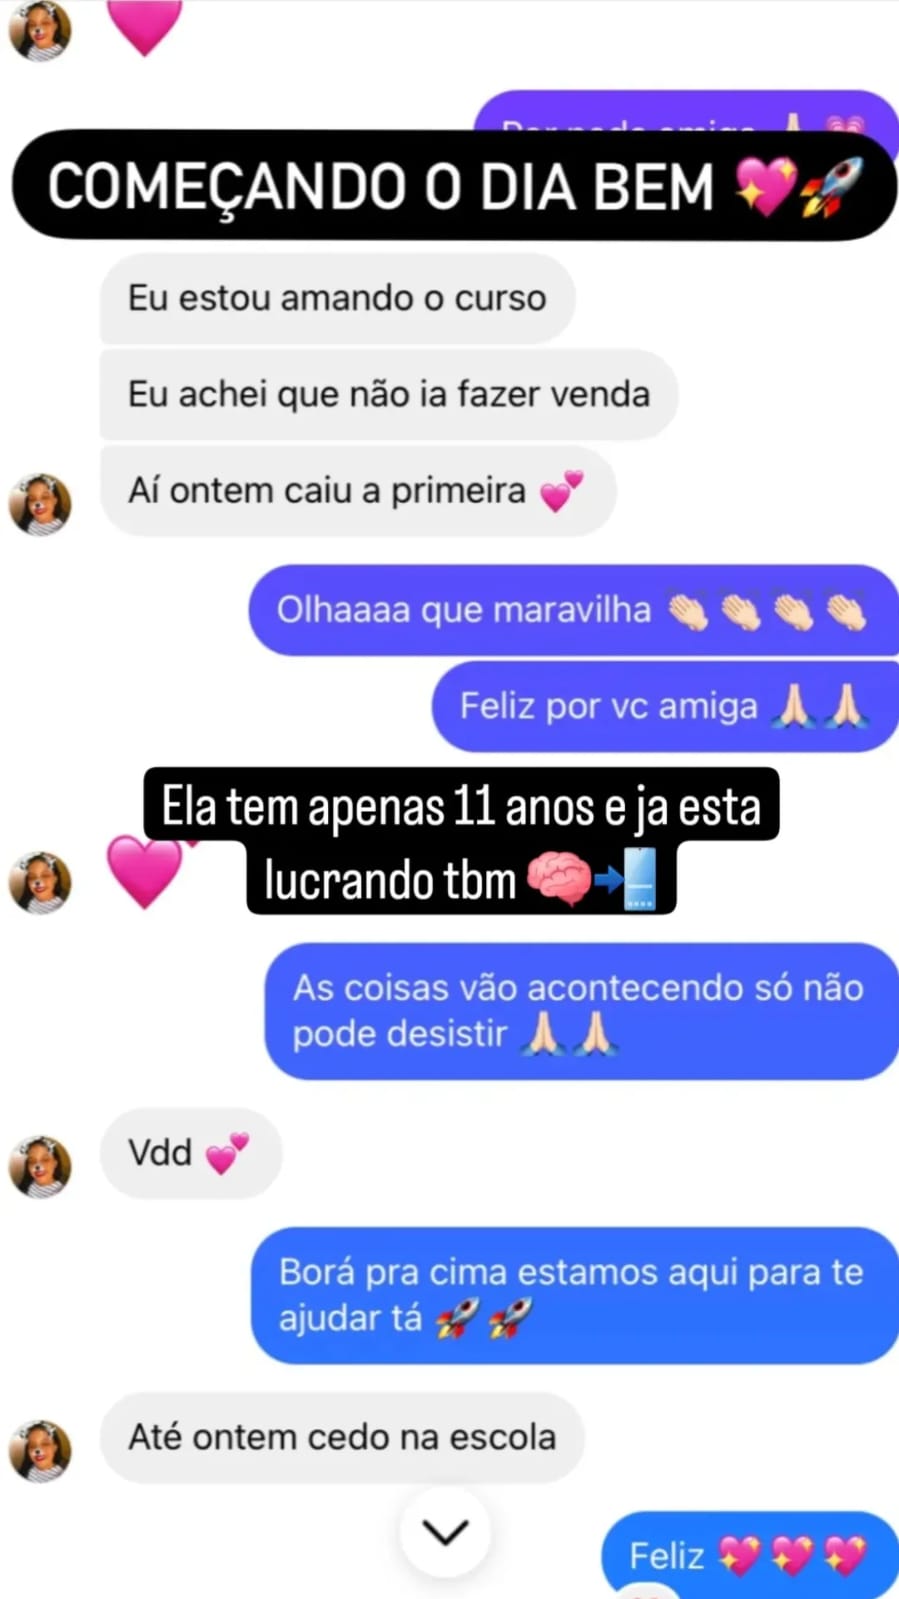 COMEÇANDO O DIA BEM 💖🚀
Eu estou amando o curso
Eu achei que não ia fazer venda
Aí ontem caiu a primeira 💕
Olhaaaa que maravilha 👏🏻👏🏻👏🏻👏🏻
Feliz por vc amiga 🙏🏻🙏🏻
Ela tem apenas 11 anos e ja esta
lucrando tbm 🧠📲
As coisas vão acontecendo só não
pode desistir 🙏🏻🙏🏻
Vdd 💕
Borá pra cima estamos aqui para te
ajudar tá 🚀🚀
Até ontem cedo na escola
Feliz 💖💖💖